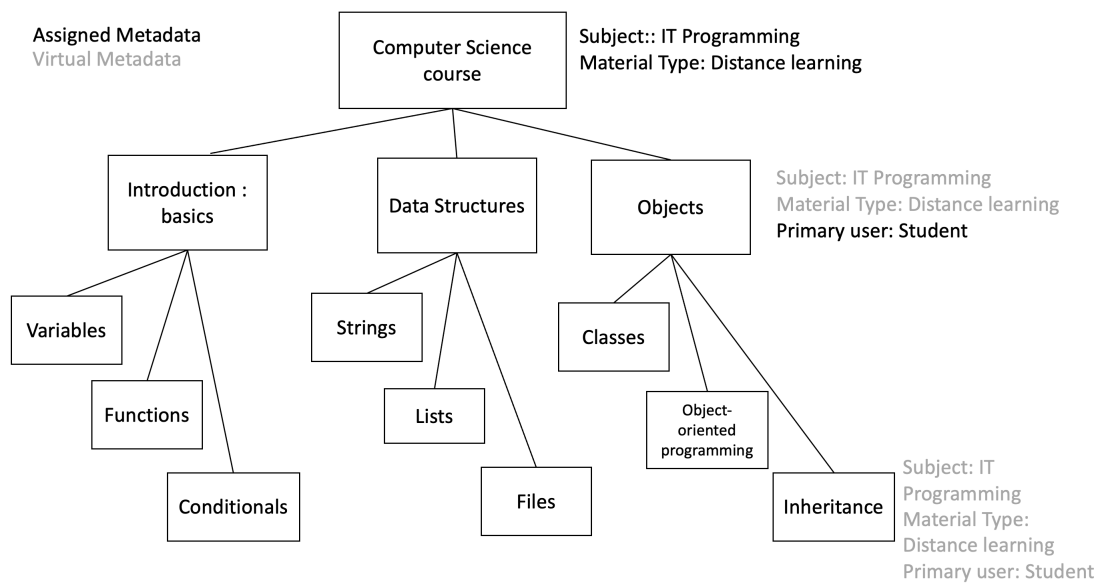 Assigned Metadata
Virtual Metadata
Computer Science
course
Subject:: IT Programming
Material Type: Distance learning
Introduction :
basics
Data Structures
Objects
Subject: IT Programming
Material Type: Distance learning
Primary user: Student
Variables
Functions
Conditionals
Strings
Lists
Files
Classes
Object-
oriented
programming
Inheritance
Subject: IT
Programming
Material Type:
Distance learning
Primary user: Student